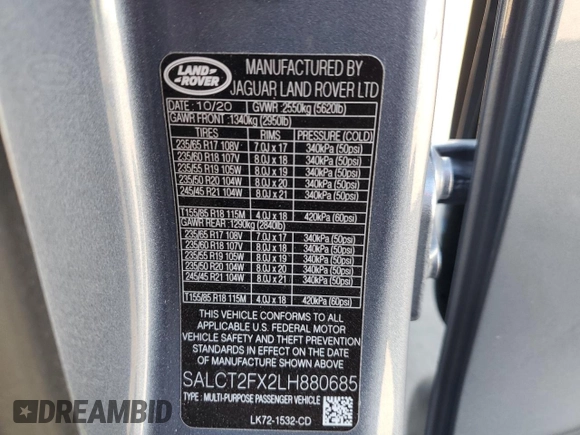 LAND
ROVER
MANUFACTURED BY
JAGUAR LAND ROVER LTD
DATE : 10/20 GVWR :2550kg (5620lb)
GAWR FRONT :1340kg (2950lb)
TIRES RIMS PRESSURE (COLD)
235/65 R17 108V 7.0J x 17 340kPa (50psi)
235/60 R18 107V 8.0J x 18 340kPa (50psi)
235/55 R19 105W 8.0J x 19 340kPa (50psi)
235/50 R20 104W 8.0J x 20 340kPa (50psi)
245/45 R21 104W 8.0J x 21 340kPa (50psi)
T155/85 R18 115M 4.0J x 18 420kPa (60psi)
GAWR REAR :1290kg (2840lb)
235/65 R17 108V 7.0J x 17 340kPa (50psi)
235/60 R18 107V 8.0J x 18 340kPa (50psi)
235/55 R19 105W 8.0J x 19 340kPa (50psi)
235/50 R20 104W 8.0J x 20 340kPa (50psi)
245/45 R21 104W 8.0J x 21 340kPa (50psi)
T155/85 R18 115M 4.0J x 18 420kPa (60psi)
THIS VEHICLE CONFORMS TO ALL
APPLICABLE U.S. FEDERAL MOTOR
VEHICLE SAFETY AND THEFT PREVENTION
STANDARDS IN EFFECT ON THE DATE
OF MANUFACTURE SHOWN ABOVE
SALCT2FX2LH880685
TYPE : MULTI-PURPOSE PASSENGER VEHICLE
LK72-1532-CD
DREAMBID